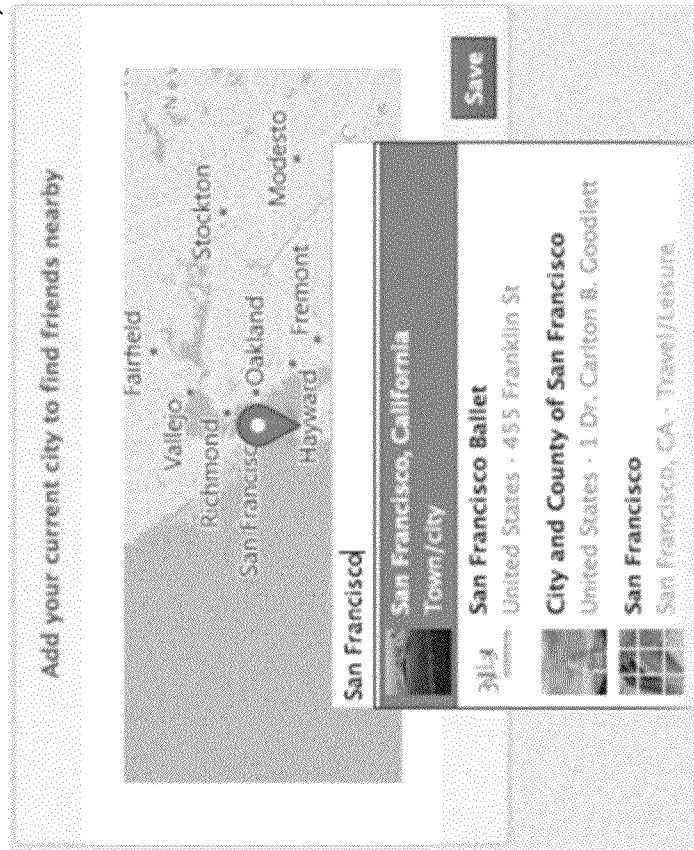 Add your current city to find friends nearby
Fairfield
Vallejo
Richmond
Stockton
San Francisco
Oakland
Modesto
Hayward
Fremont
San Francisco
San Francisco, California
Town/city
San Francisco Ballet
United States · 455 Franklin St
City and County of San Francisco
United States · 1 Dr. Carlton B. Goodlett
San Francisco
San Francisco, CA · Travel/Leisure
Save